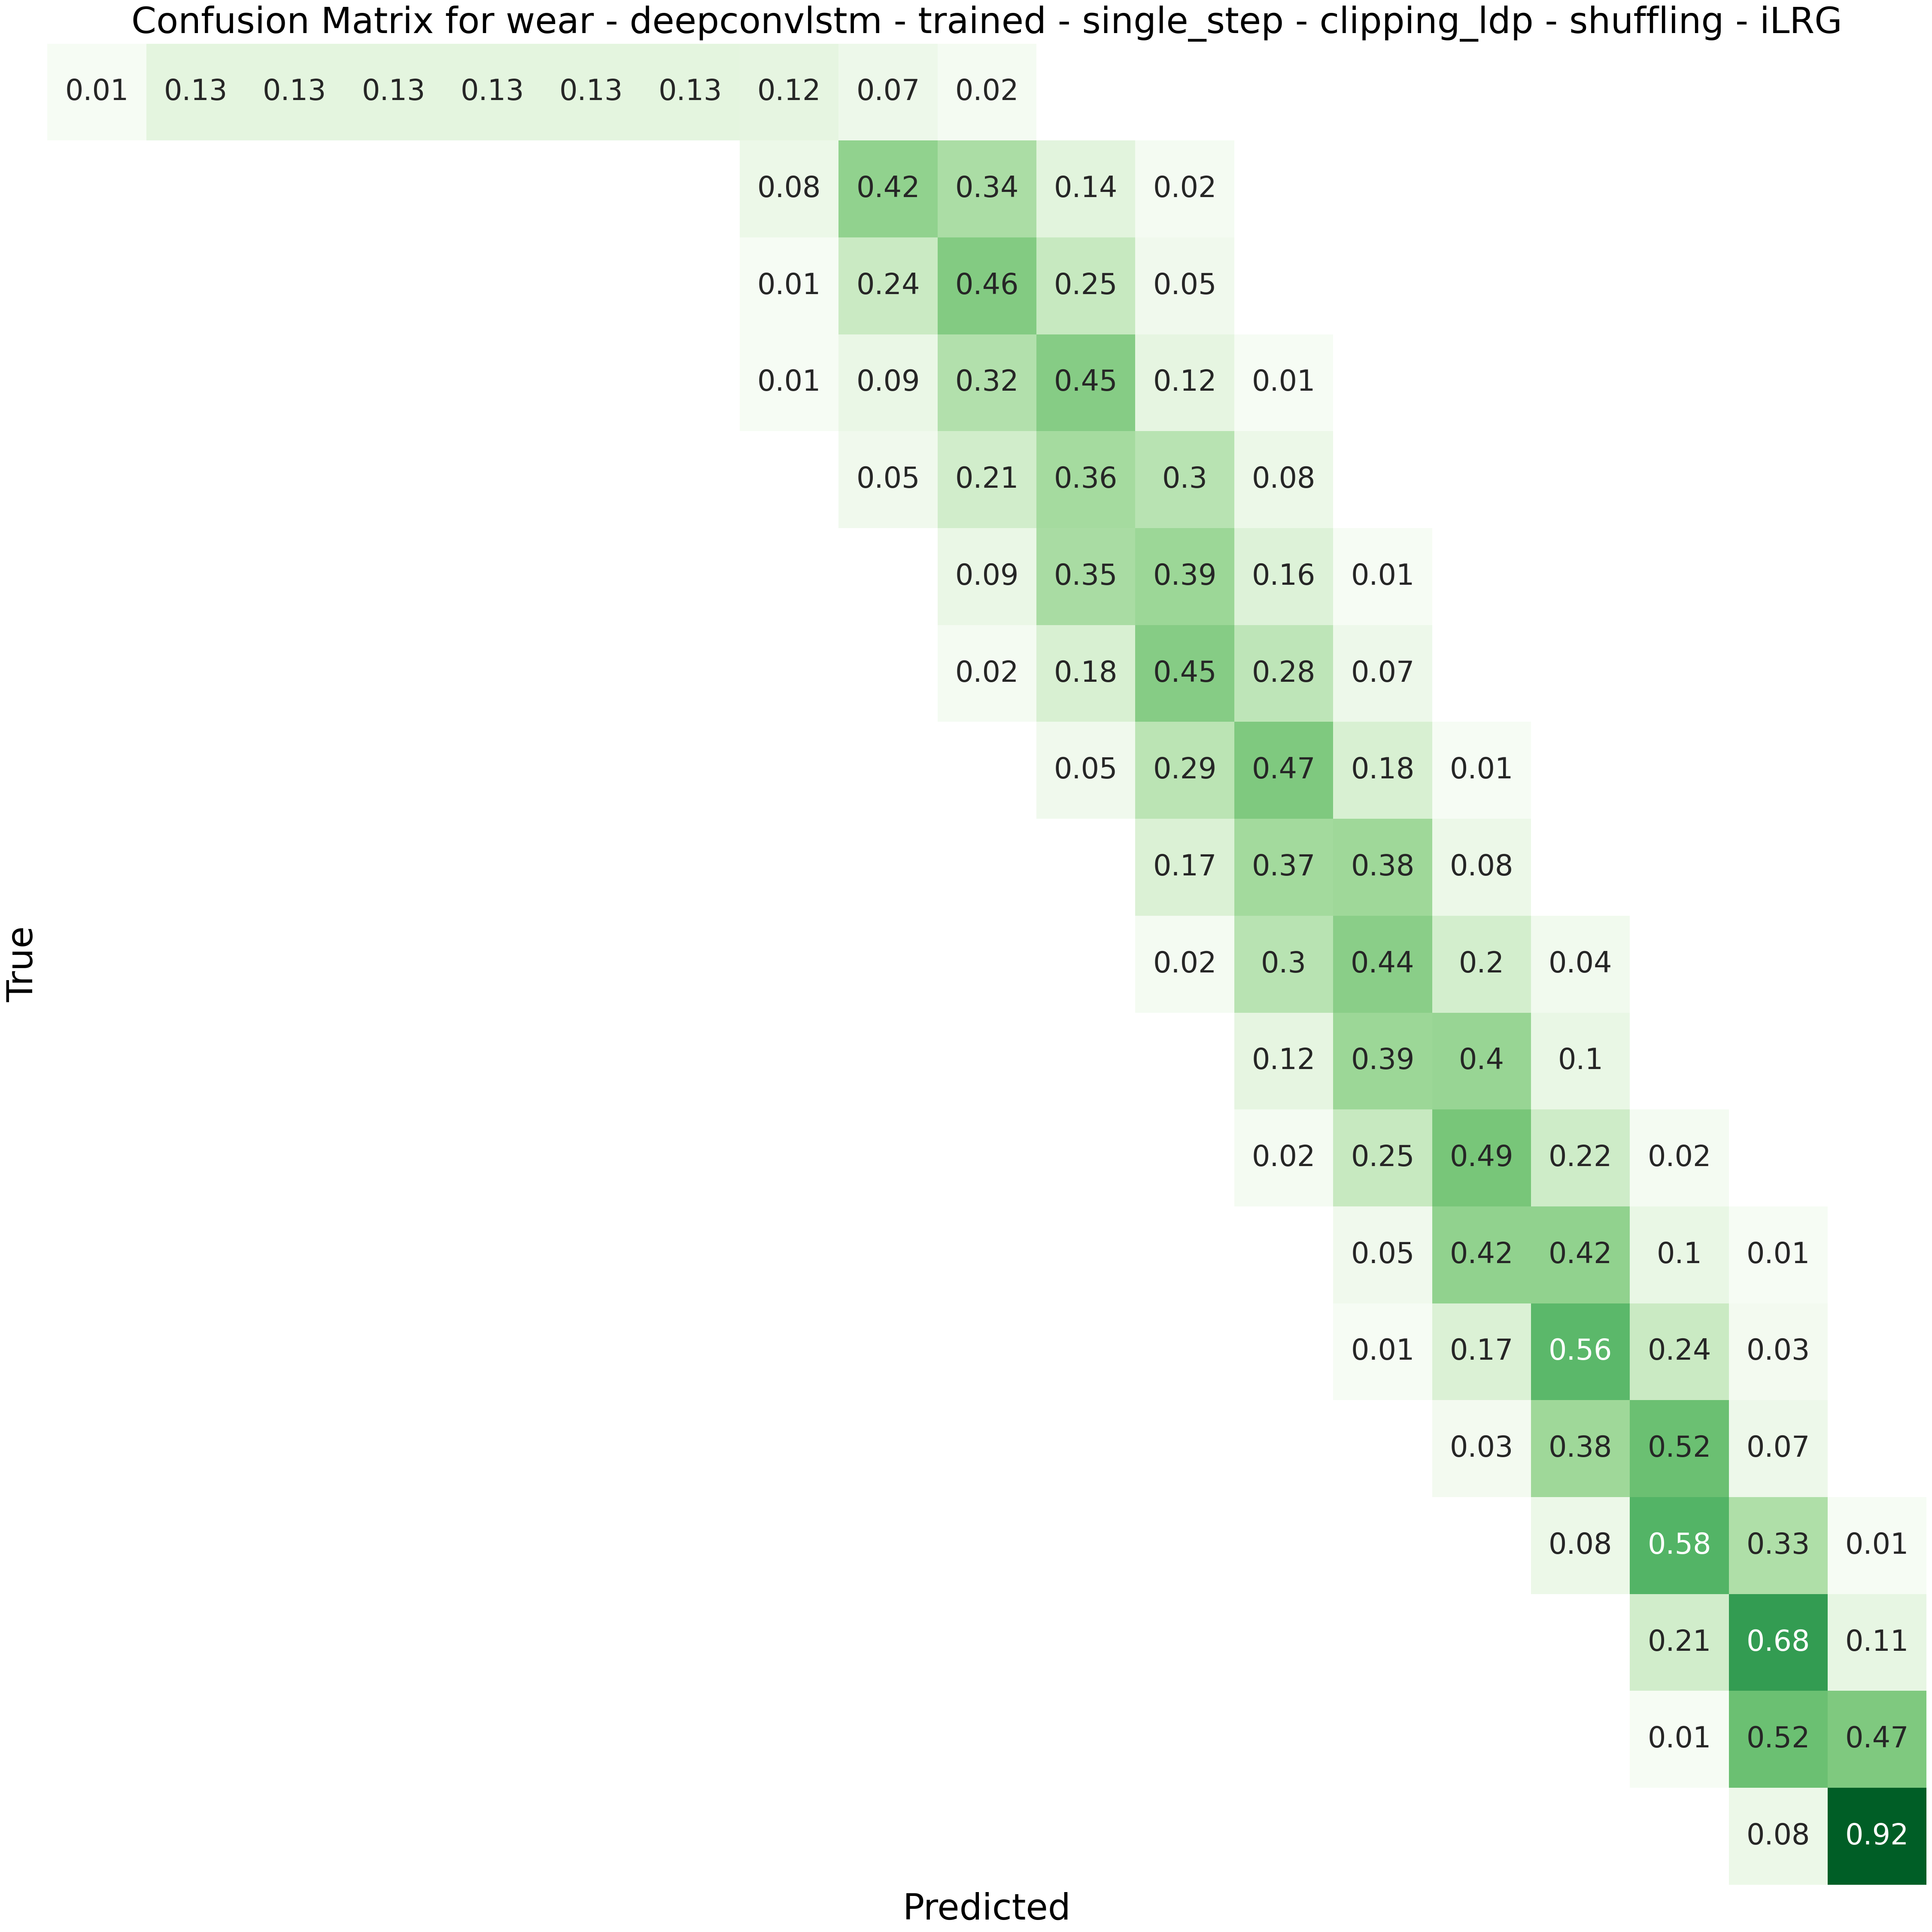 Confusion Matrix for wear - deepconvlstm - trained - single_step - clipping_ldp - shuffling - iLRG
0.01 0.13 0.13 0.13 0.13 0.13 0.13 0.12 0.07 0.02
0.08 0.42 0.34 0.14 0.02
0.01 0.24 0.46 0.25 0.05
0.01 0.09 0.32 0.45 0.12 0.01
0.05 0.21 0.36 0.3 0.08
0.09 0.35 0.39 0.16 0.01
0.02 0.18 0.45 0.28 0.07
0.05 0.29 0.47 0.18 0.01
0.17 0.37 0.38 0.08
True
0.02 0.3 0.44 0.2 0.04
0.12 0.39 0.4 0.1
0.02 0.25 0.49 0.22 0.02
0.05 0.42 0.42 0.1 0.01
0.01 0.17 0.56 0.24 0.03
0.03 0.38 0.52 0.07
0.08 0.58 0.33 0.01
0.21 0.68 0.11
0.01 0.52 0.47
0.08 0.92
Predicted